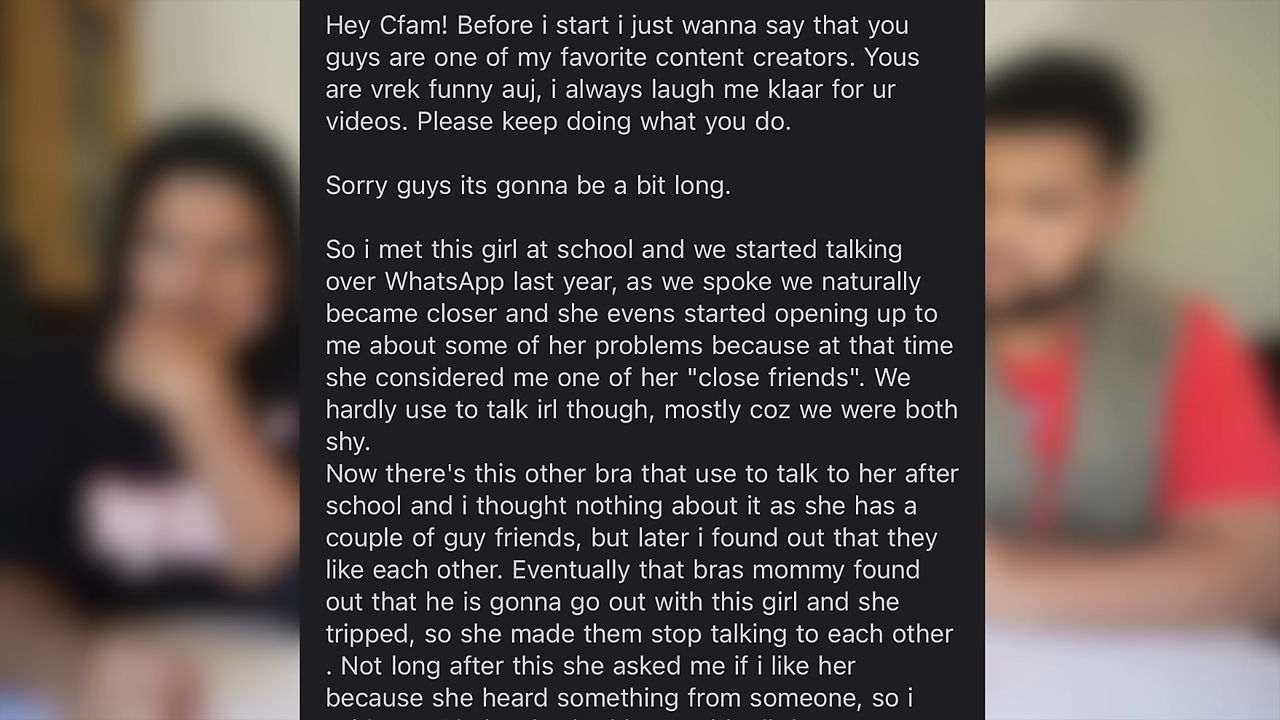 Hey Cfam! Before i start i just wanna say that you
guys are one of my favorite content creators. Yous
are vrek funny auj, i always laugh me klaar for ur
videos. Please keep doing what you do.
Sorry guys its gonna be a bit long.
So i met this girl at school and we started talking
over WhatsApp last year, as we spoke we naturally
became closer and she evens started opening up to
me about some of her problems because at that time
she considered me one of her "close friends". We
hardly use to talk irl though, mostly coz we were both
shy.
Now there's this other bra that use to talk to her after
school and i thought nothing about it as she has a
couple of guy friends, but later i found out that they
like each other. Eventually that bras mommy found
out that he is gonna go out with this girl and she
tripped, so she made them stop talking to each other
. Not long after this she asked me if i like her
because she heard something from someone, so i